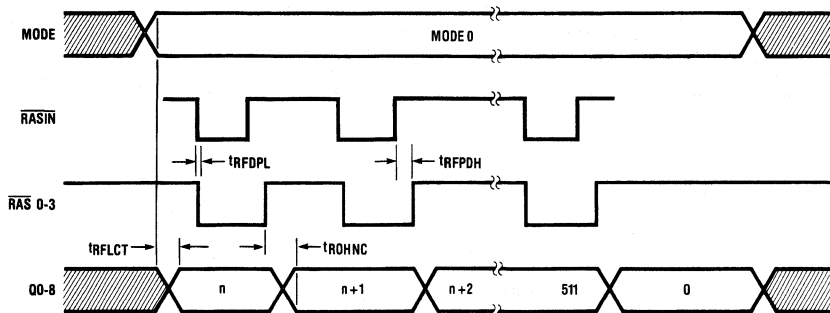 MODE
MODE 0
RASIN
tRFDPL
tRFPDH
RAS 0-3
tRFLCT
tROHNC
Q0-8
n
n+1
n+2
511
0